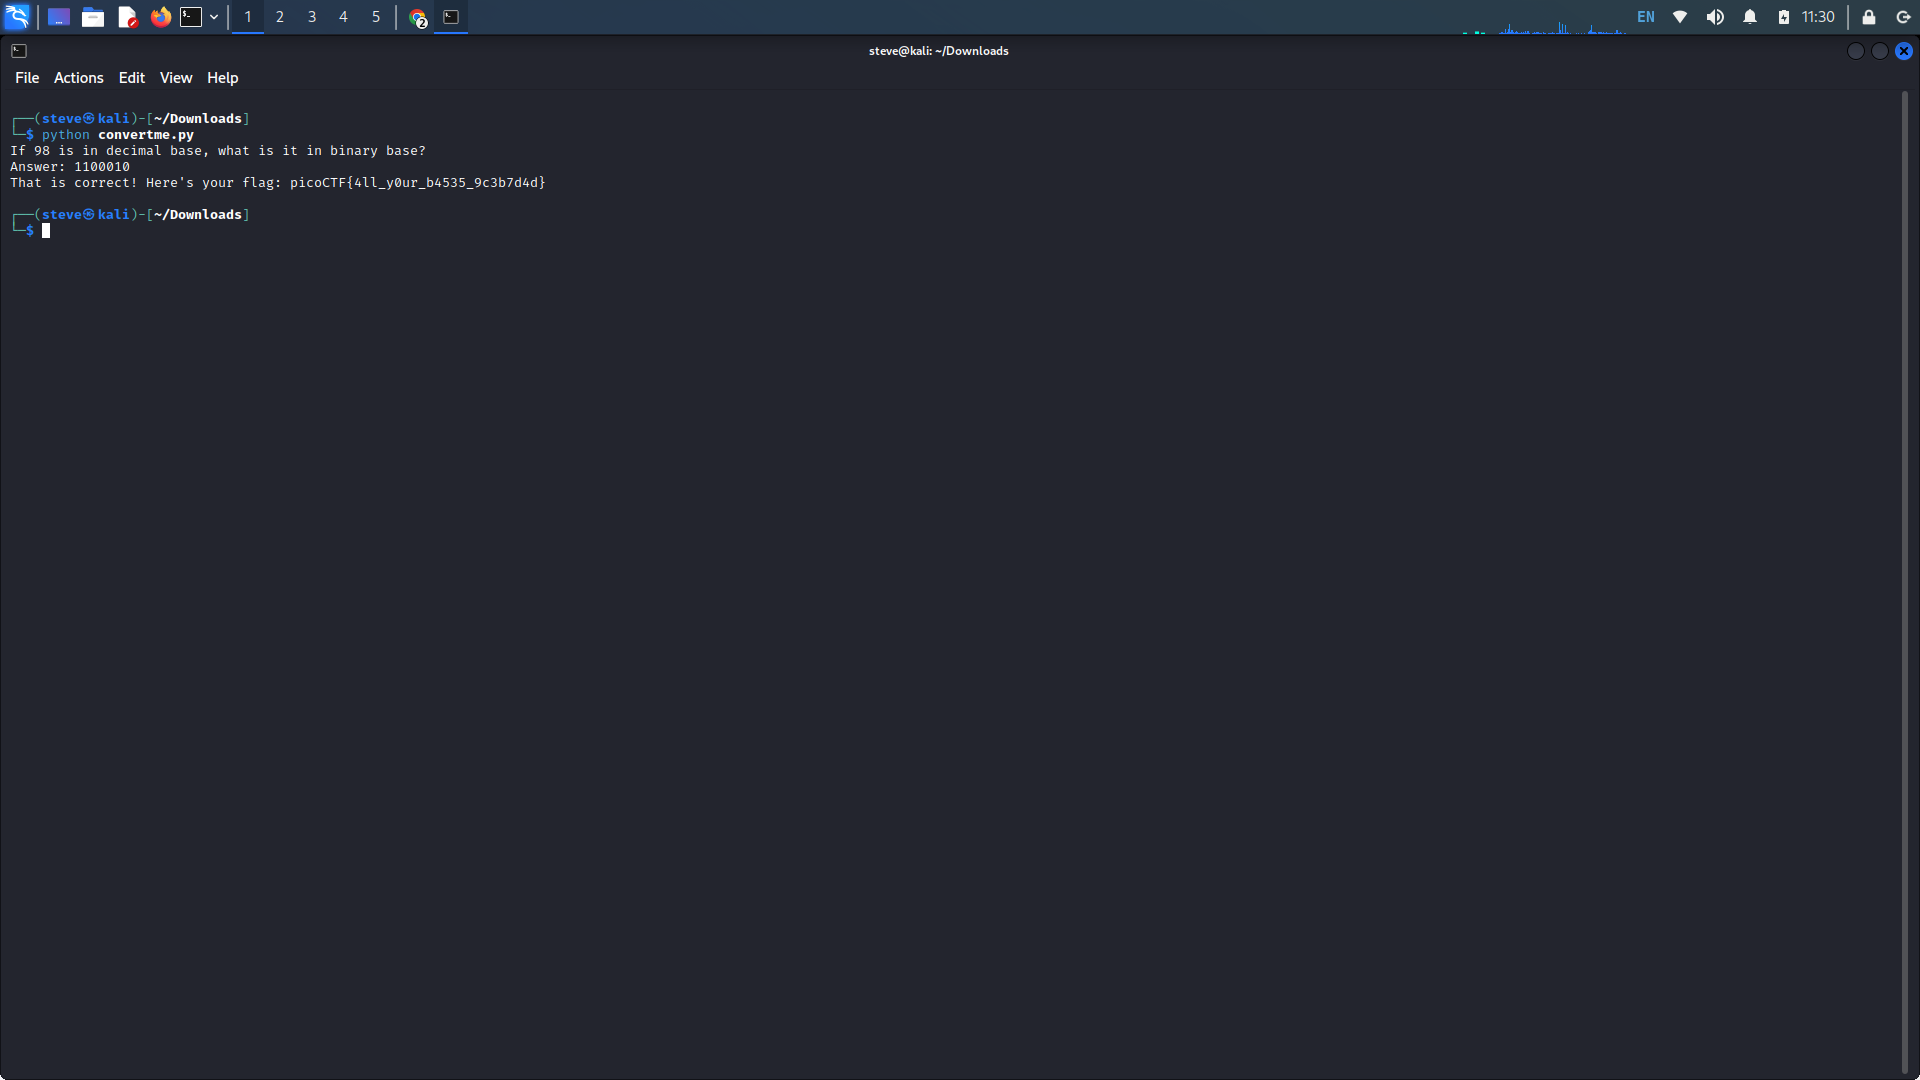 1 2 3 4 5 2 EN 11:30
steve@kali: ~/Downloads
File Actions Edit View Help
┌──(steve㉿kali)-[~/Downloads]
└─$ python convertme.py
If 98 is in decimal base, what is it in binary base?
Answer: 1100010
That is correct! Here's your flag: picoCTF{4ll_y0ur_b4535_9c3b7d4d}
┌──(steve㉿kali)-[~/Downloads]
└─$